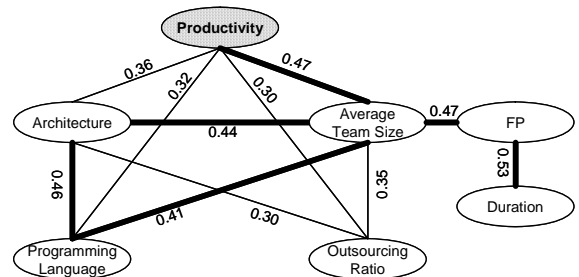 Productivity
0.36
0.32
0.30
0.47
Architecture
0.44
Average
Team Size
0.47
FP
0.46
0.41
0.30
0.35
0.53
Duration
Programming
Language
Outsourcing
Ratio